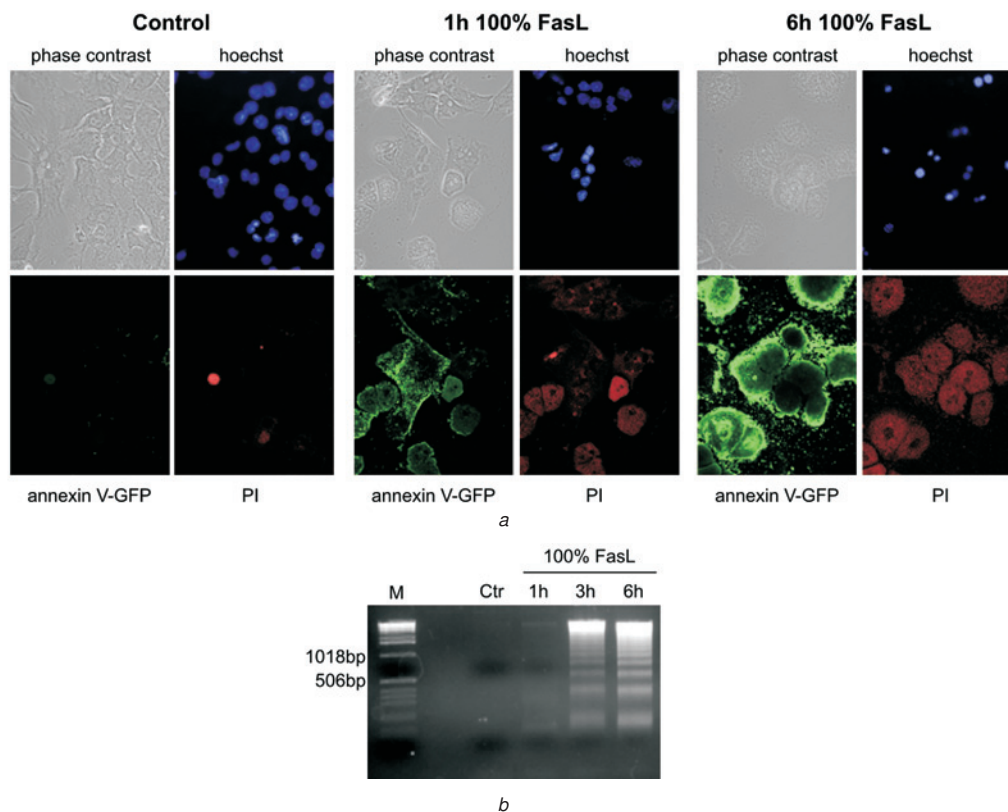 Control 1h 100% FasL 6h 100% FasL
phase contrast hoechst phase contrast hoechst phase contrast hoechst
annexin V-GFP PI annexin V-GFP PI annexin V-GFP PI
a
100% FasL
M Ctr 1h 3h 6h
1018bp
506bp
b